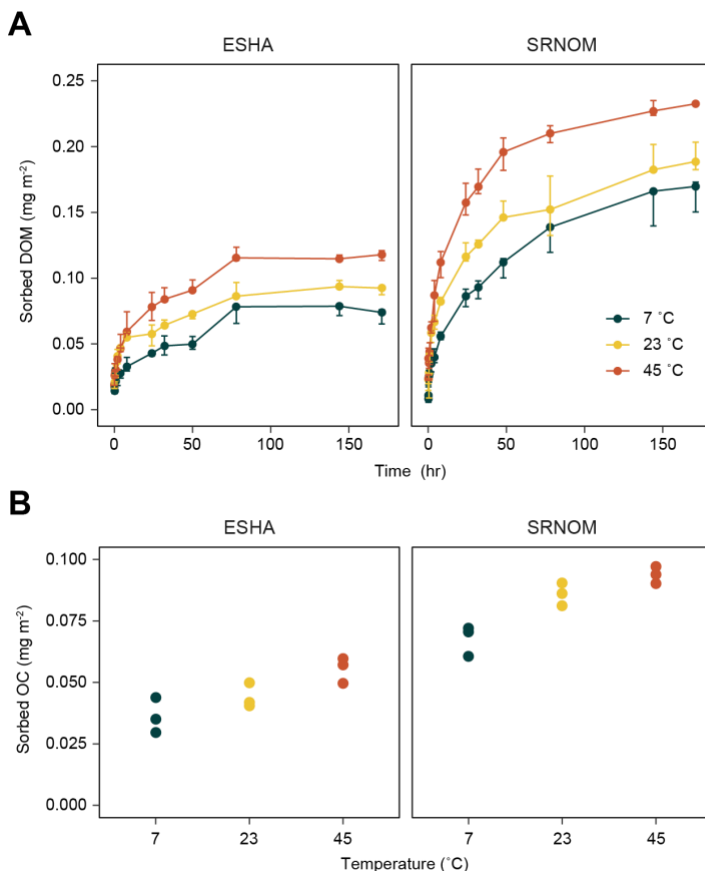 A
ESHA
SRNOM
Sorbed DOM (mg m⁻²)
0.25
0.20
0.15
0.10
0.05
0.00
7 ˚C
23 ˚C
45 ˚C
0 50 100 150 0 50 100 150
Time (hr)
B
ESHA
SRNOM
Sorbed OC (mg m⁻²)
0.100
0.075
0.050
0.025
0.000
7 23 45 7 23 45
Temperature (˚C)